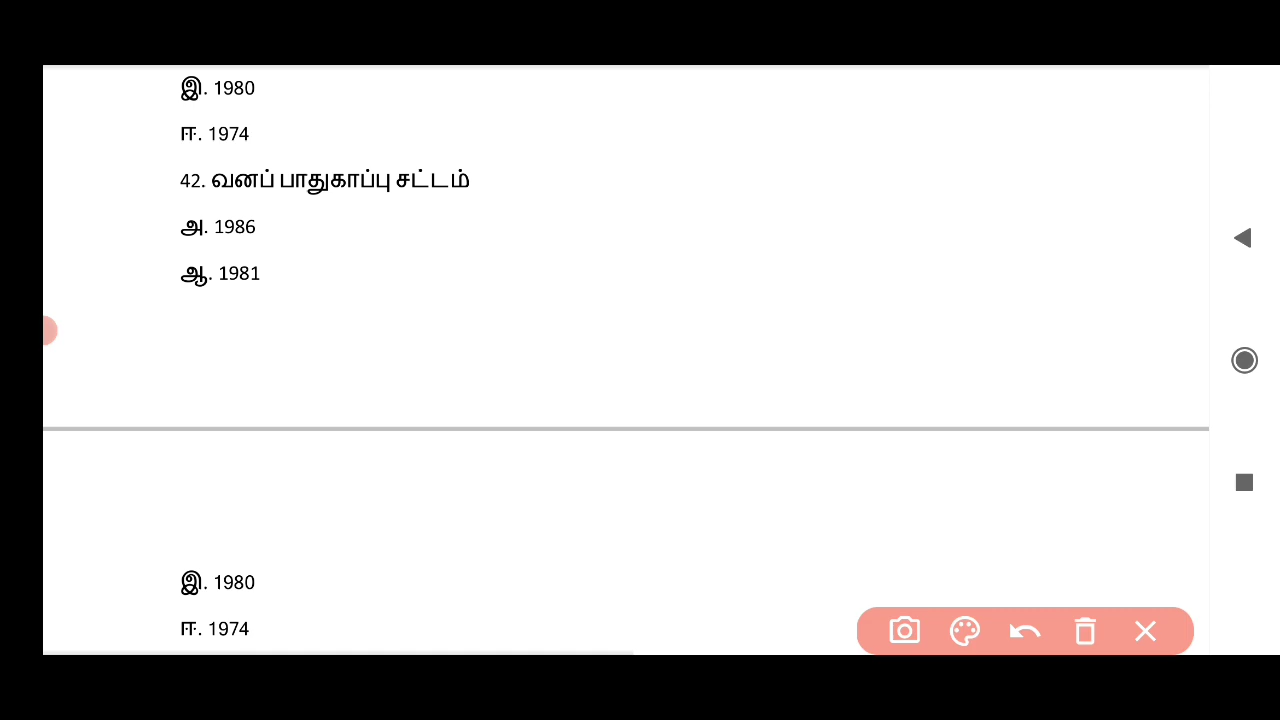 இ. 1980
ஈ. 1974
42. வனப் பாதுகாப்பு சட்டம்
அ. 1986
ஆ. 1981
இ. 1980
ஈ. 1974